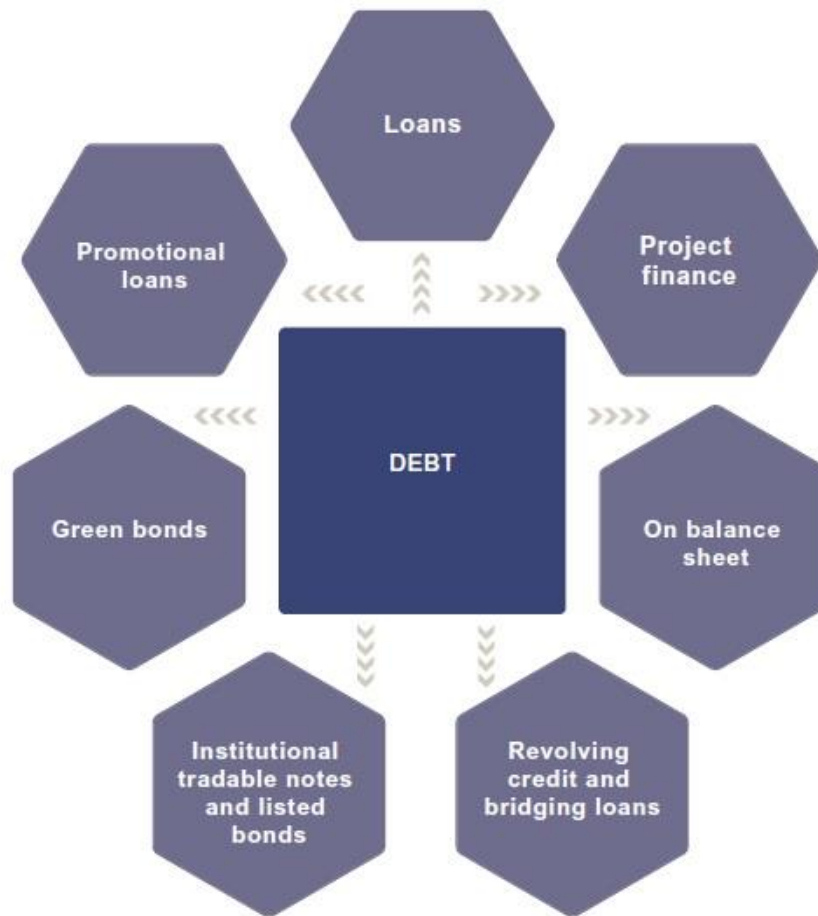 Loans
Promotional
loans
Project
finance
DEBT
Green bonds
On balance
sheet
Institutional
tradable notes
and listed
bonds
Revolving
credit and
bridging loans